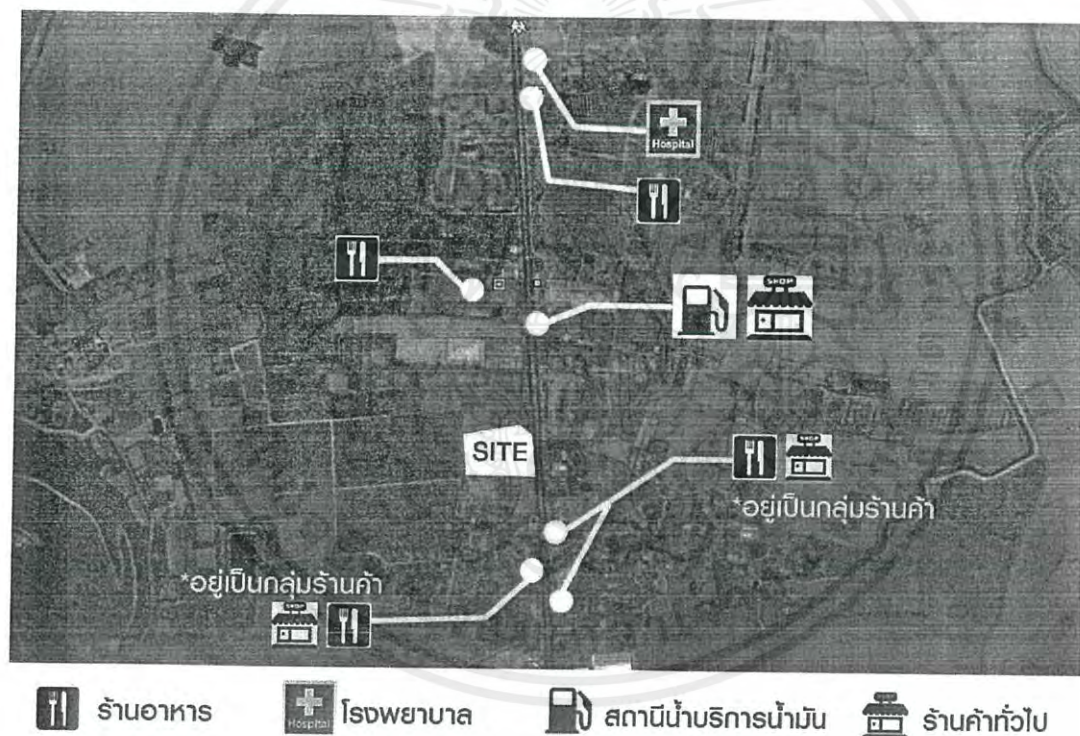 Hospital
SHOP
SITE
SHOP
*อยู่เป็นกลุ่มร้านค้า
*อยู่เป็นกลุ่มร้านค้า
SHOP
ร้านอาหาร
Hospital
โรงพยาบาล
สถานีน้ำบริการน้ำมัน
ร้านค้าทั่วไป